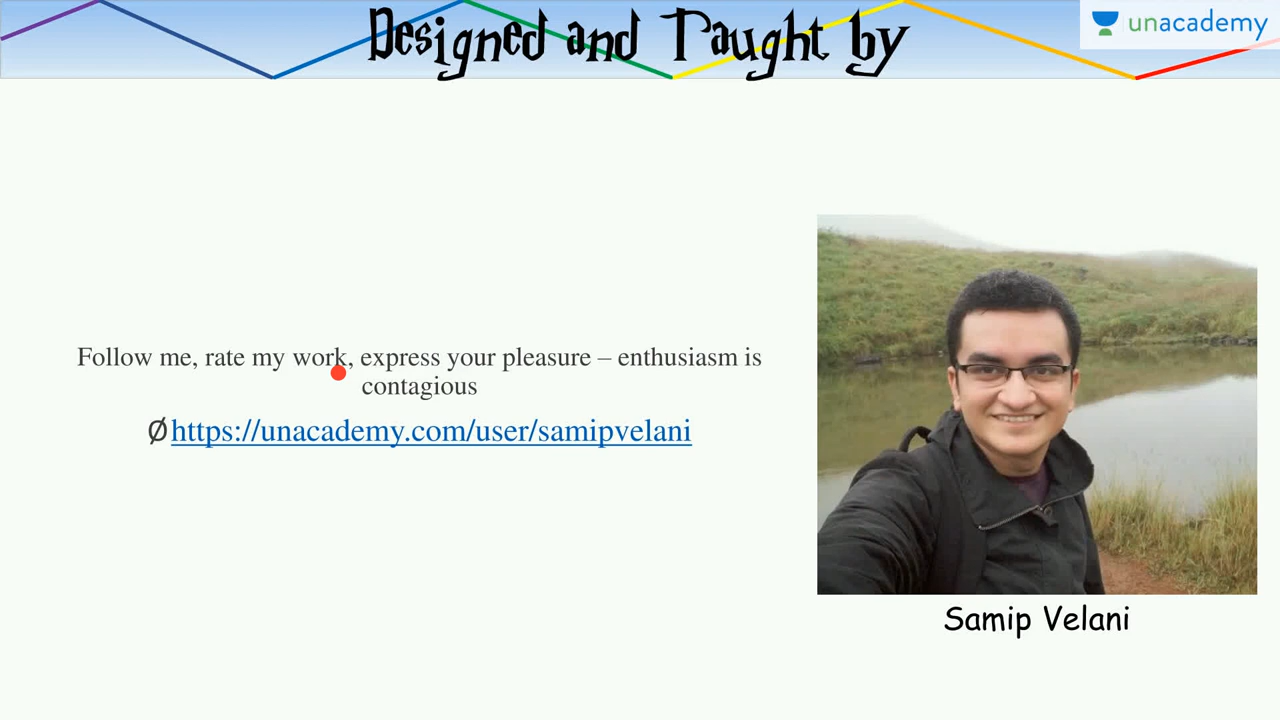 Designed and Taught by
unacademy
Follow me, rate my work, express your pleasure – enthusiasm is
contagious
Øhttps://unacademy.com/user/samipvelani
Samip Velani